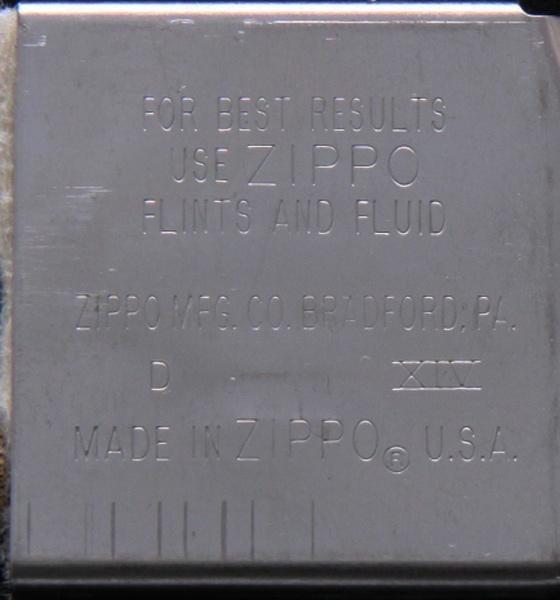 FOR BEST RESULTS
USE ZIPPO
FLINTS AND FLUID
ZIPPO MFG. CO. BRADFORD, PA.
D XIV
MADE IN ZIPPO® U.S.A.